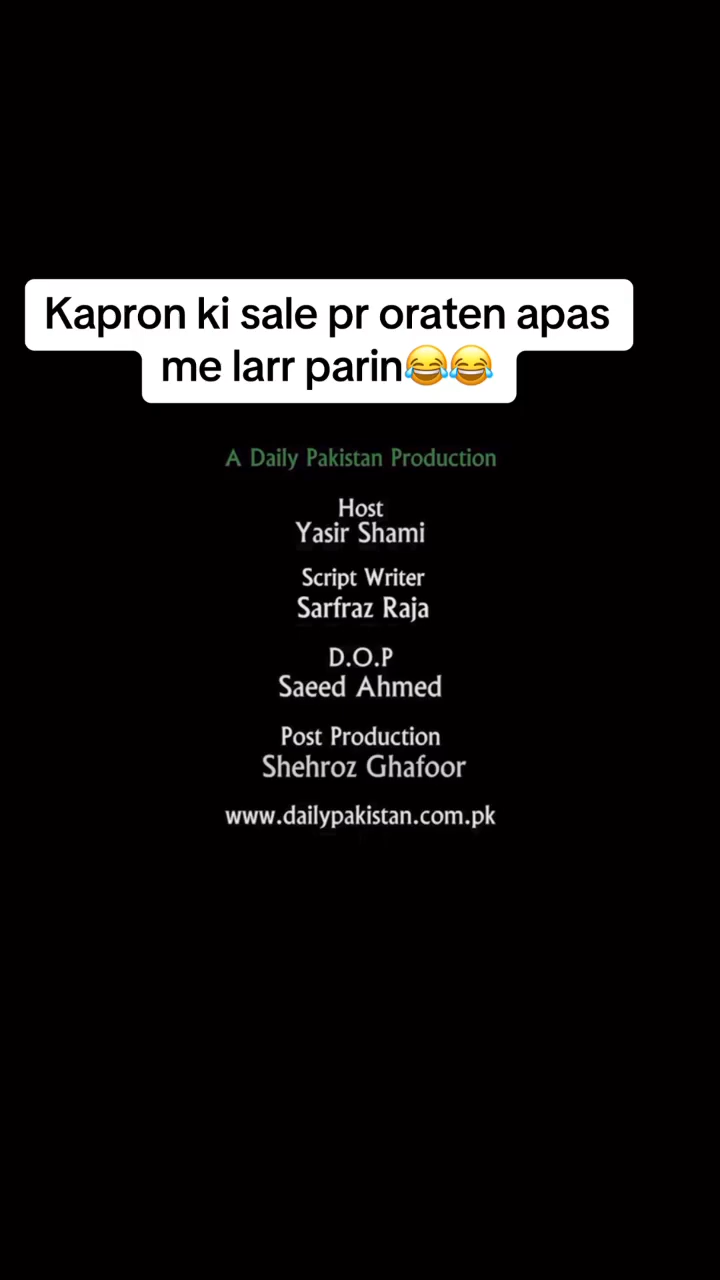 Kapron ki sale pr oraten apas
me larr parin😂😂
A Daily Pakistan Production
Host
Yasir Shami
Script Writer
Sarfraz Raja
D.O.P
Saeed Ahmed
Post Production
Shehroz Ghafoor
www.dailypakistan.com.pk